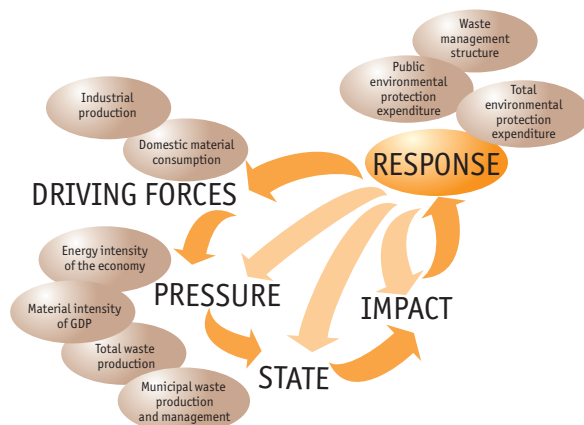 Waste
management
structure
Public
environmental
protection
expenditure
Total
environmental
protection
expenditure
Industrial
production
Domestic material
consumption
RESPONSE
DRIVING FORCES
Energy intensity
of the economy
PRESSURE
Material intensity
of GDP
IMPACT
Total waste
production
STATE
Municipal waste
production
and management